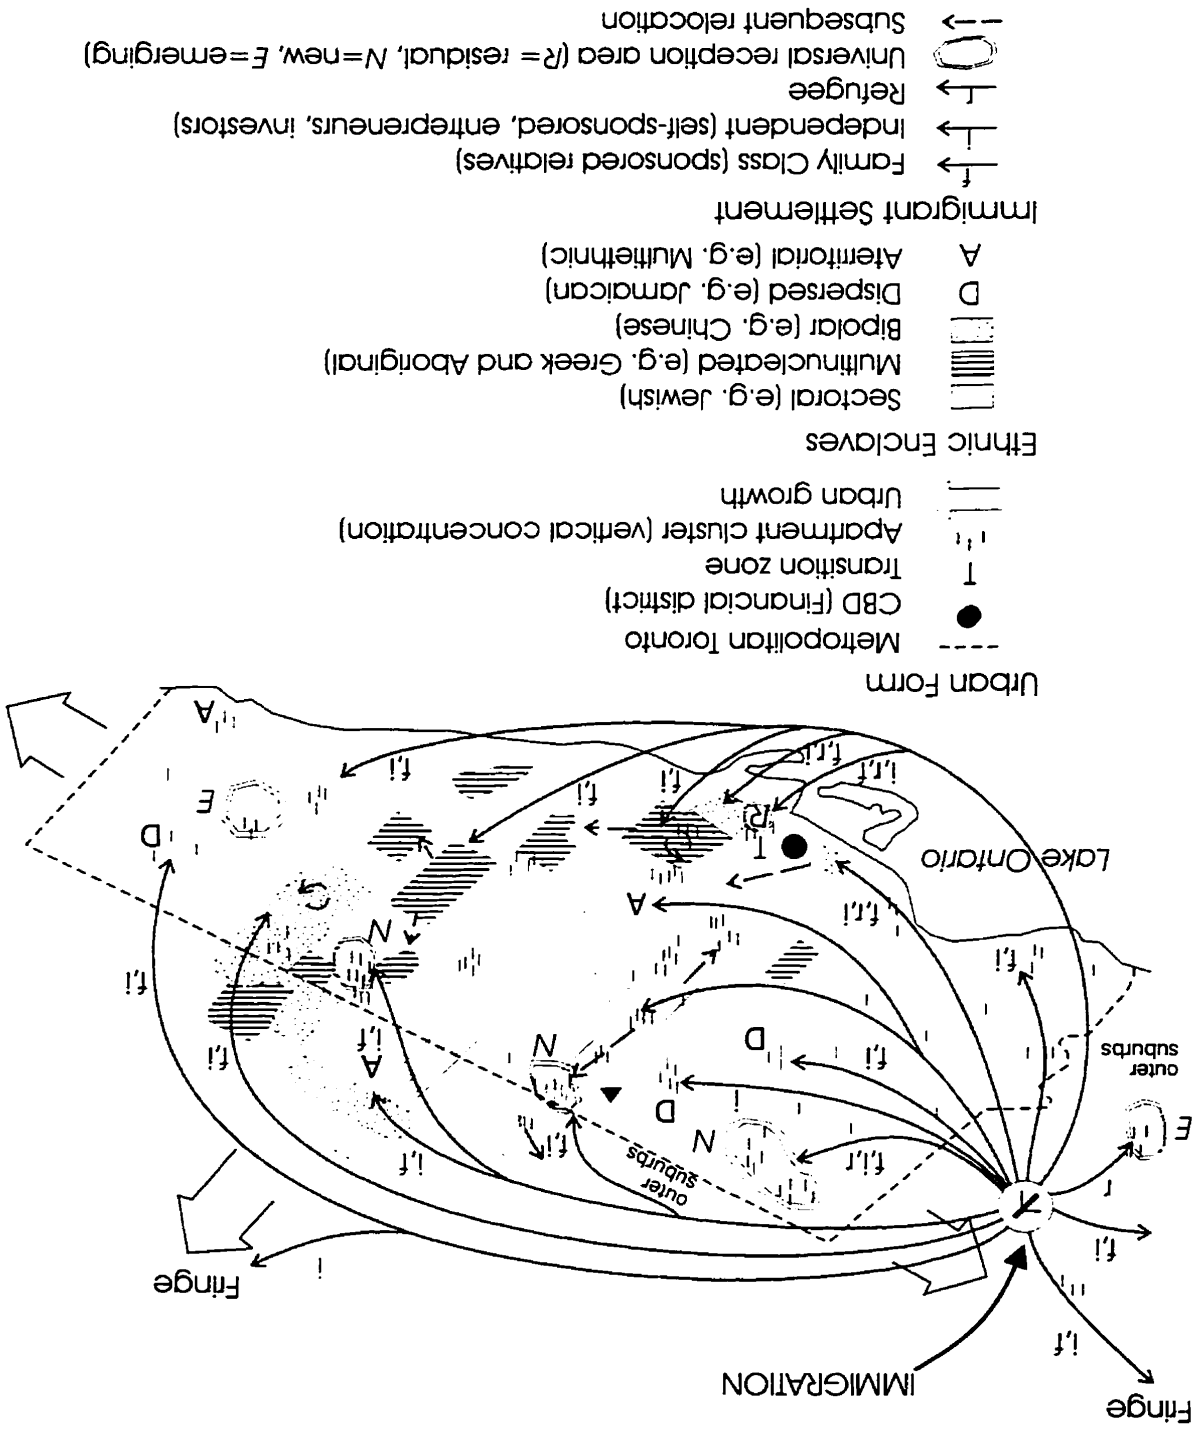 Fringe
IMMIGRATION
i,f
Fringe
i
f,i
r
outer
suburbs
f,i,r
i,f
N
f,i
E
D
i
outer
suburbs
f,i
D
N
A
f,i
i,f
f,i
f,i
N
f,r,i
A
Lake Ontario
T
D
R
E
f,i
i,r,f
f,i
f,i
f,r,i
A
Urban Form
Metropolitan Toronto
CBD (Financial district)
T Transition zone
Apartment cluster (vertical concentration)
Urban growth
Ethnic Enclaves
Sectoral (e.g. Jewish)
Multinucleated (e.g. Greek and Aboriginal)
Bipolar (e.g. Chinese)
D Dispersed (e.g. Jamaican)
A Aterritorial (e.g. Multiethnic)
Immigrant Settlement
f Family Class (sponsored relatives)
i Independent (self-sponsored, entrepreneurs, investors)
r Refugee
Universal reception area (R= residual, N=new, E=emerging)
Subsequent relocation